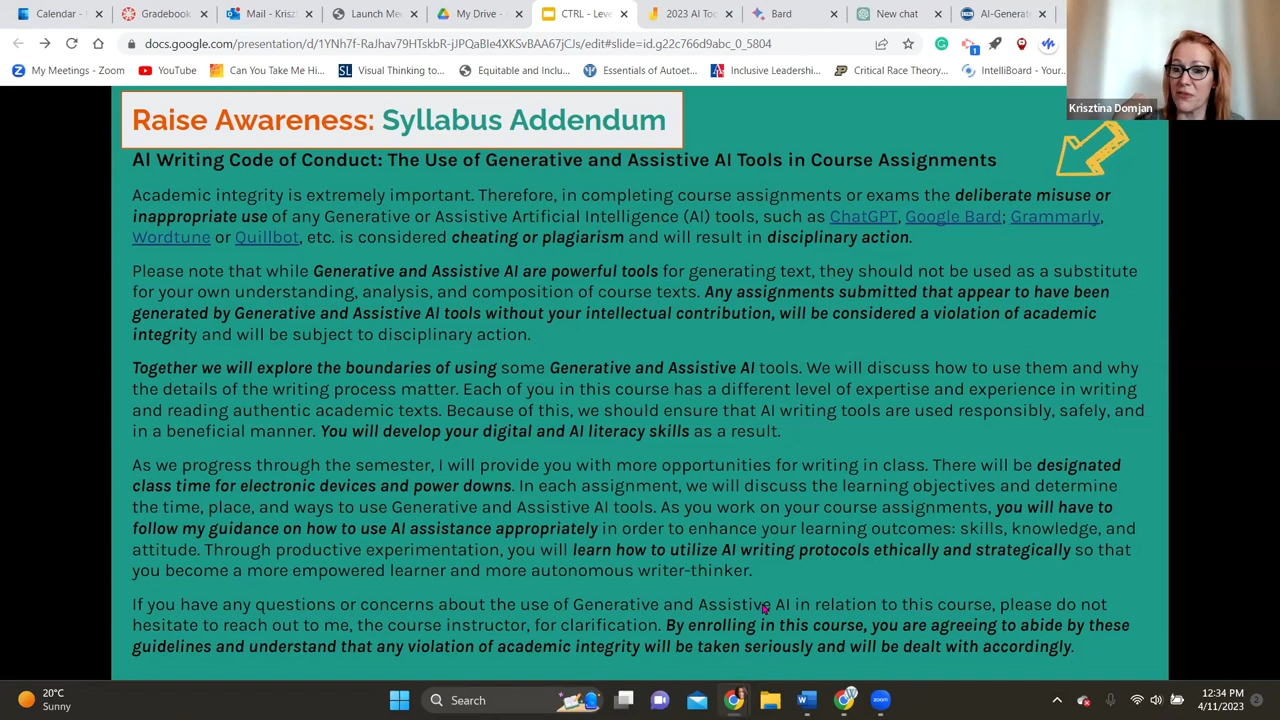 Calendar -
Gradebook
Mail - Krisz
Launch Me
My Drive -
CTRL - Leve
2023 AI Too
Bard
New chat
AI-Generat
docs.google.com/presentation/d/1YNh7f-RaJhav79HTskbR-jJPQaBIe4XKSvBAA67jCJs/edit#slide=id.g22c766d9abc_0_5804
My Meetings - Zoom
YouTube
Can You Take Me Hi...
Visual Thinking to...
Equitable and Inclu...
Essentials of Autoet...
Inclusive Leadershi...
Critical Race Theory...
IntelliBoard - Your...
Krisztina Domjan
Raise Awareness: Syllabus Addendum
AI Writing Code of Conduct: The Use of Generative and Assistive AI Tools in Course Assignments
Academic integrity is extremely important. Therefore, in completing course assignments or exams the deliberate misuse or
inappropriate use of any Generative or Assistive Artificial Intelligence (AI) tools, such as ChatGPT, Google Bard; Grammarly,
Wordtune or Quillbot, etc. is considered cheating or plagiarism and will result in disciplinary action.
Please note that while Generative and Assistive AI are powerful tools for generating text, they should not be used as a substitute
for your own understanding, analysis, and composition of course texts. Any assignments submitted that appear to have been
generated by Generative and Assistive AI tools without your intellectual contribution, will be considered a violation of academic
integrity and will be subject to disciplinary action.
Together we will explore the boundaries of using some Generative and Assistive AI tools. We will discuss how to use them and why
the details of the writing process matter. Each of you in this course has a different level of expertise and experience in writing
and reading authentic academic texts. Because of this, we should ensure that AI writing tools are used responsibly, safely, and
in a beneficial manner. You will develop your digital and AI literacy skills as a result.
As we progress through the semester, I will provide you with more opportunities for writing in class. There will be designated
class time for electronic devices and power downs. In each assignment, we will discuss the learning objectives and determine
the time, place, and ways to use Generative and Assistive AI tools. As you work on your course assignments, you will have to
follow my guidance on how to use AI assistance appropriately in order to enhance your learning outcomes: skills, knowledge, and
attitude. Through productive experimentation, you will learn how to utilize AI writing protocols ethically and strategically so that
you become a more empowered learner and more autonomous writer-thinker.
If you have any questions or concerns about the use of Generative and Assistive AI in relation to this course, please do not
hesitate to reach out to me, the course instructor, for clarification. By enrolling in this course, you are agreeing to abide by these
guidelines and understand that any violation of academic integrity will be taken seriously and will be dealt with accordingly.
20°C
Sunny
Search
12:34 PM
4/11/2023